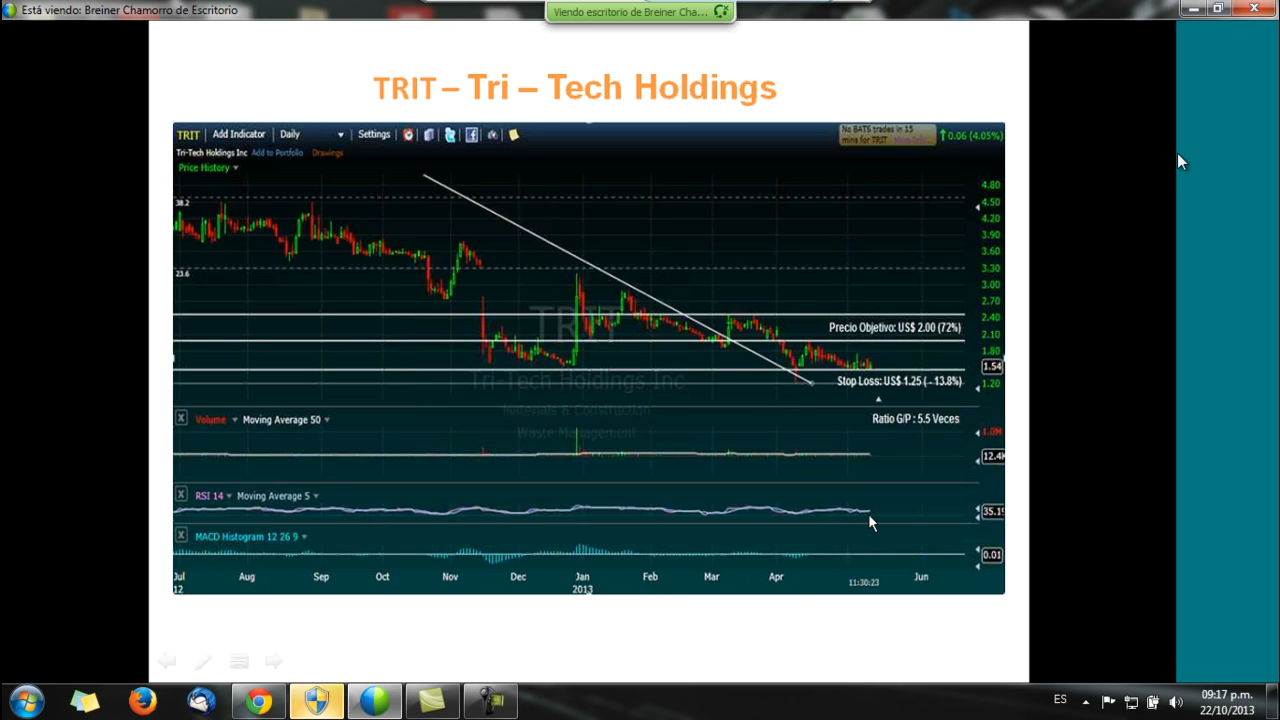 Está viendo: Breiner Chamorro de Escritorio
Viendo escritorio de Breiner Cha...
TRIT – Tri – Tech Holdings
TRIT Add Indicator Daily Settings
No BATS trades in 15
mins for TRIT
0.06 (4.05%)
Tri-Tech Holdings Inc Add to Portfolio Drawings
Price History
4.80
38.2
4.50
4.20
3.90
3.60
23.6
3.30
3.00
2.70
TRIT
2.40
Precio Objetivo: US$ 2.00 (72%)
2.10
1.80
1.54
Tri-Tech Holdings Inc
Stop Loss: US$ 1.25 ( - 13.8%)
1.20
Materials & Construction
Volume Moving Average 50
Ratio G/P : 5.5 Veces
Waste Management
1.0M
12.4K
X RSI 14 Moving Average 5
35.19
X MACD Histogram 12 26 9
0.01
Jul Aug Sep Oct Nov Dec Jan Feb Mar Apr 11:30:23 Jun
12 2013
ES
09:17 p.m.
22/10/2013